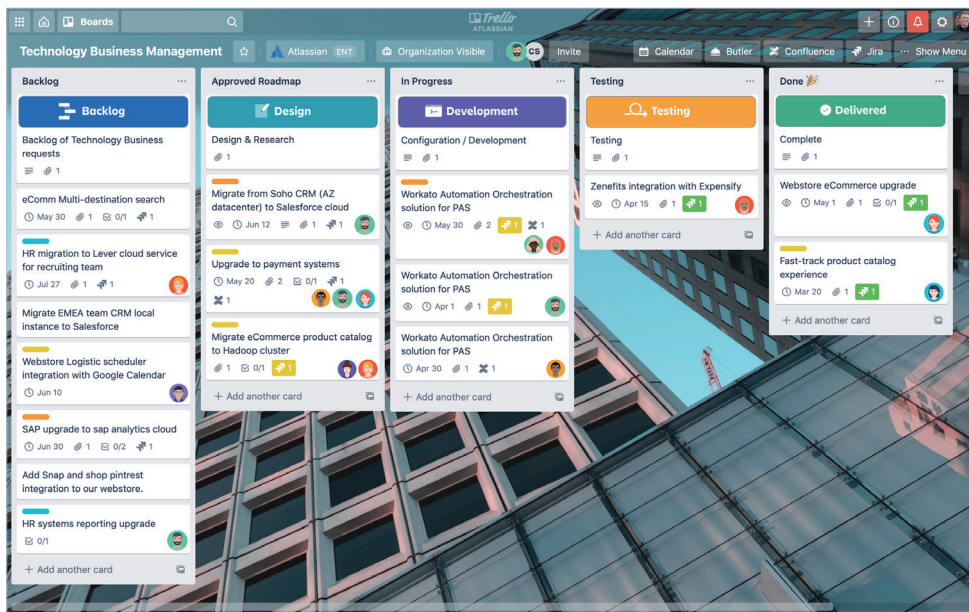 Boards
Trello
ATLASSIAN
Technology Business Management
Atlassian ENT
Organization Visible
CS
Invite
Calendar
Butler
Confluence
Jira
··· Show Menu
Backlog
Backlog
Backlog of Technology Business
requests
1
eComm Multi-destination search
May 30 1 0/1 1
HR migration to Lever cloud service
for recruiting team
Jul 27 1 1
Migrate EMEA team CRM local
instance to Salesforce
Webstore Logistic scheduler
integration with Google Calendar
Jun 10
SAP upgrade to sap analytics cloud
Jun 30 1 0/2 1
Add Snap and shop pintrest
integration to our webstore.
HR systems reporting upgrade
0/1
+ Add another card
Approved Roadmap
Design
Design & Research
1
Migrate from Soho CRM (AZ
datacenter) to Salesforce cloud
Jun 12 1 1
Upgrade to payment systems
May 20 2 0/1 1
1
Migrate eCommerce product catalog
to Hadoop cluster
1 0/1 1
+ Add another card
In Progress
Development
Configuration / Development
1
Workato Automation Orchestration
solution for PAS
May 30 2 1 1
Workato Automation Orchestration
solution for PAS
Apr 1 1 1
Workato Automation Orchestration
solution for PAS
Apr 30 1 1
+ Add another card
Testing
Testing
Testing
1
Zenefits integration with Expensify
Apr 15 1 1
+ Add another card
Done 🎉
Delivered
Complete
1
Webstore eCommerce upgrade
May 1 1 0/1 1
Fast-track product catalog
experience
Mar 20 1 1
+ Add another card